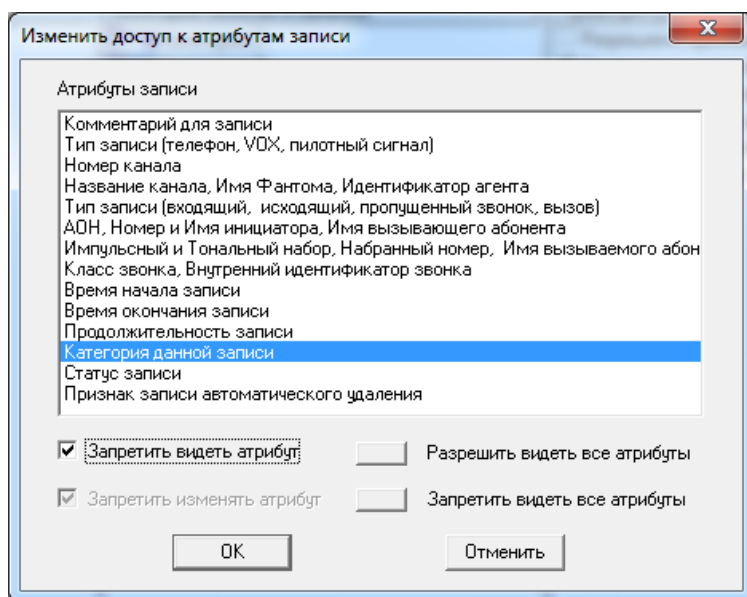 Изменить доступ к атрибутам записи
Атрибуты записи
Комментарий для записи
Тип записи (телефон, VOX, пилотный сигнал)
Номер канала
Название канала, Имя Фантома, Идентификатор агента
Тип записи (входящий, исходящий, пропущенный звонок, вызов)
АОН, Номер и Имя инициатора, Имя вызывающего абонента
Импульсный и Тональный набор, Набранный номер, Имя вызываемого абон
Класс звонка, Внутренний идентификатор звонка
Время начала записи
Время окончания записи
Продолжительность записи
Категория данной записи
Статус записи
Признак записи автоматического удаления
Запретить видеть атрибут Разрешить видеть все атрибуты
Запретить изменять атрибут Запретить видеть все атрибуты
OK Отменить